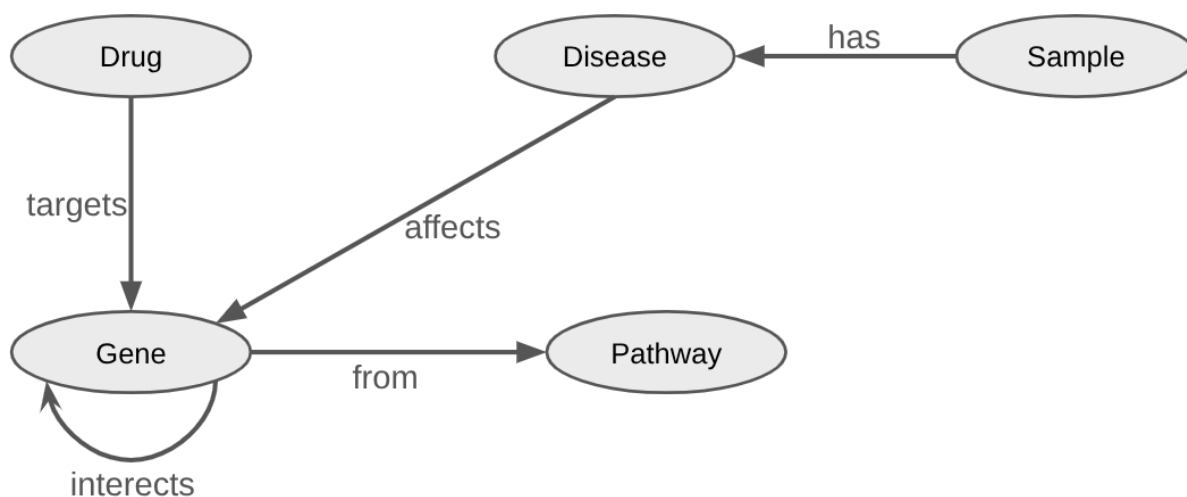 Drug
Disease
has
Sample
targets
affects
Gene
from
Pathway
interects